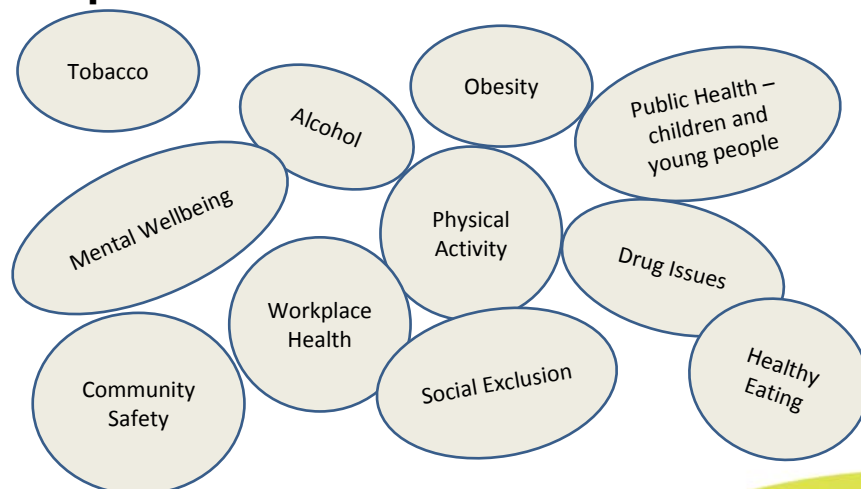 Tobacco
Alcohol
Obesity
Public Health –
children and
young people
Mental Wellbeing
Physical
Activity
Drug Issues
Workplace
Health
Healthy
Eating
Social Exclusion
Community
Safety